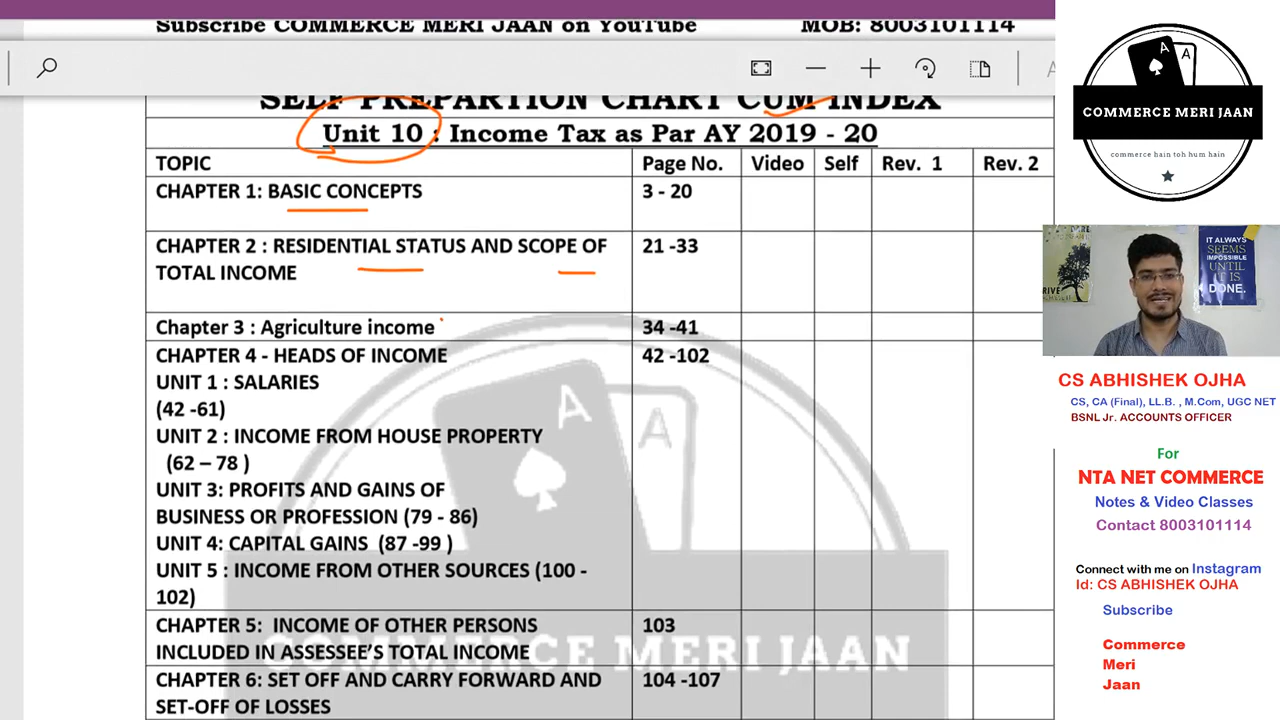 Subscribe COMMERCE MERI JAAN on YouTube MOB: 8003101114
SELF PREPARTION CHART CUM INDEX
Unit 10 : Income Tax as Par AY 2019 - 20
TOPIC Page No. Video Self Rev. 1 Rev. 2
CHAPTER 1: BASIC CONCEPTS 3 - 20
CHAPTER 2 : RESIDENTIAL STATUS AND SCOPE OF 21 -33
TOTAL INCOME
Chapter 3 : Agriculture income 34 -41
CHAPTER 4 - HEADS OF INCOME 42 -102
UNIT 1 : SALARIES
(42 -61)
UNIT 2 : INCOME FROM HOUSE PROPERTY
(62 – 78 )
UNIT 3: PROFITS AND GAINS OF
BUSINESS OR PROFESSION (79 - 86)
UNIT 4: CAPITAL GAINS (87 -99 )
UNIT 5 : INCOME FROM OTHER SOURCES (100 -
102)
CHAPTER 5: INCOME OF OTHER PERSONS 103
INCLUDED IN ASSESSEE'S TOTAL INCOME
CHAPTER 6: SET OFF AND CARRY FORWARD AND 104 -107
SET-OFF OF LOSSES
A
COMMERCE MERI JAAN
A
A
A
A
COMMERCE MERI JAAN
commerce hain toh hum hain
IT ALWAYS
SEEMS
IMPOSSIBLE
UNTIL
IT IS
DONE.
CS ABHISHEK OJHA
CS, CA (Final), LL.B. , M.Com, UGC NET
BSNL Jr. ACCOUNTS OFFICER
For
NTA NET COMMERCE
Notes & Video Classes
Contact 8003101114
Connect with me on Instagram
Id: CS ABHISHEK OJHA
Subscribe
Commerce
Meri
Jaan